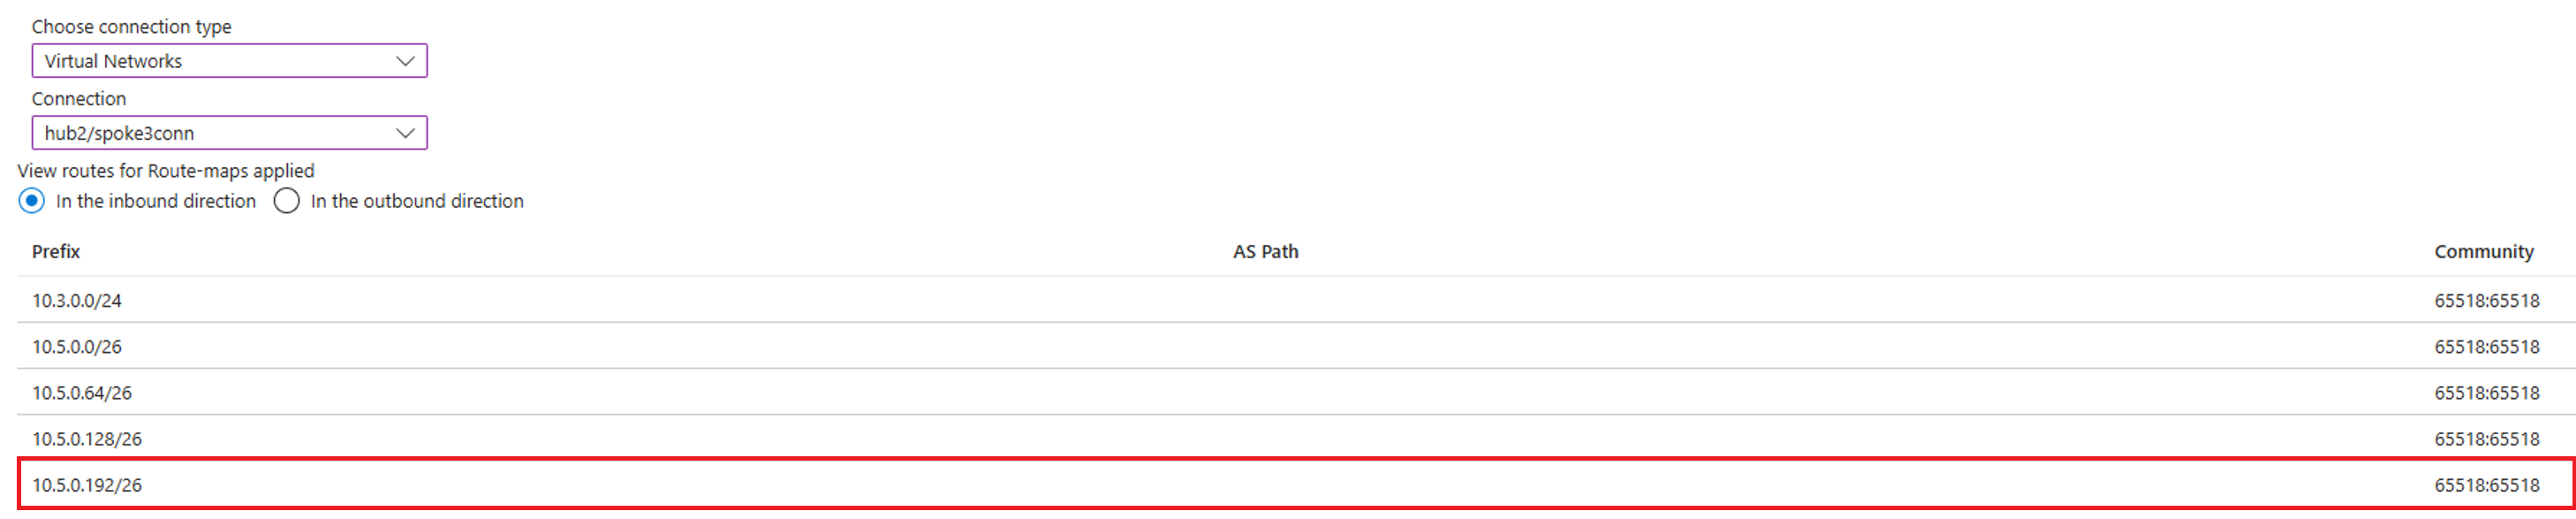 Choose connection type
Virtual Networks
Connection
hub2/spoke3conn
View routes for Route-maps applied
In the inbound direction In the outbound direction
Prefix AS Path Community
10.3.0.0/24 65518:65518
10.5.0.0/26 65518:65518
10.5.0.64/26 65518:65518
10.5.0.128/26 65518:65518
10.5.0.192/26 65518:65518